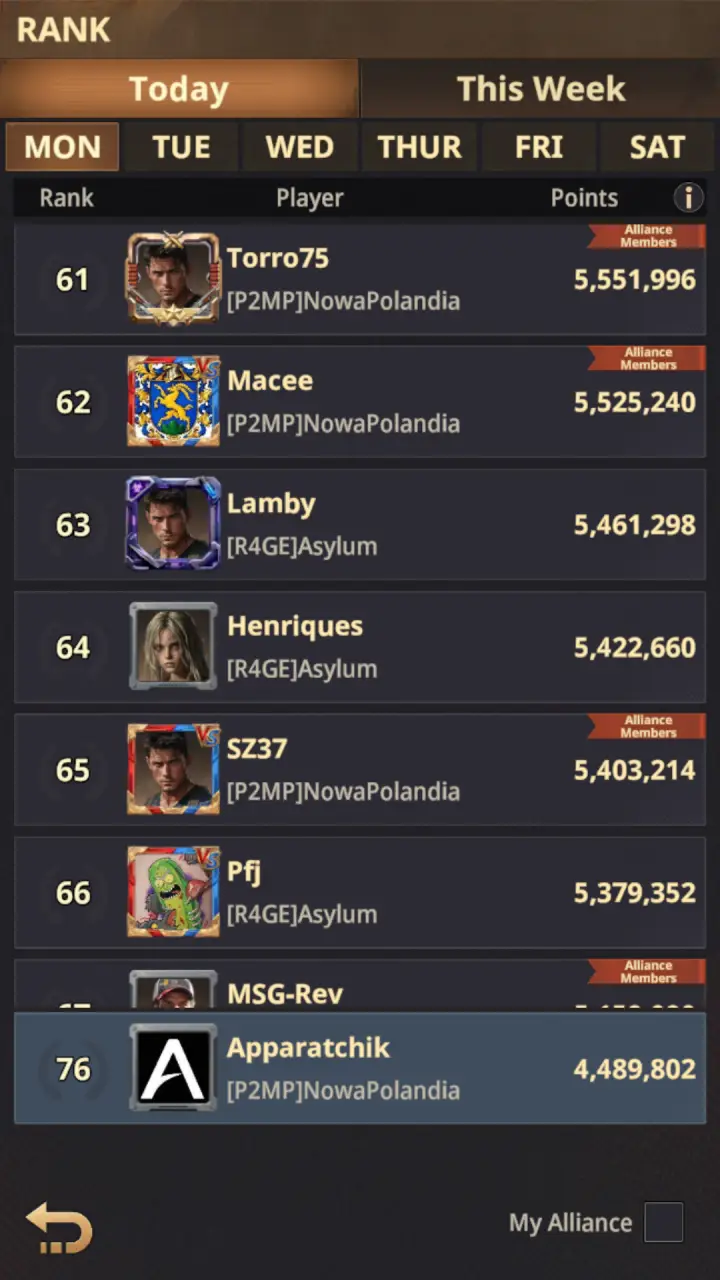 RANK
Today
This Week
MON
TUE
WED
THUR
FRI
SAT
Rank
Player
Points
i
Alliance
Members
61
Torro75
[P2MP]NowaPolandia
5,551,996
Alliance
Members
62
VS
Macee
[P2MP]NowaPolandia
5,525,240
63
Lamby
[R4GE]Asylum
5,461,298
64
Henriques
[R4GE]Asylum
5,422,660
Alliance
Members
65
VS
SZ37
[P2MP]NowaPolandia
5,403,214
66
VS
Pfj
[R4GE]Asylum
5,379,352
Alliance
Members
MSG-Rev
76
A
Apparatchik
[P2MP]NowaPolandia
4,489,802
My Alliance